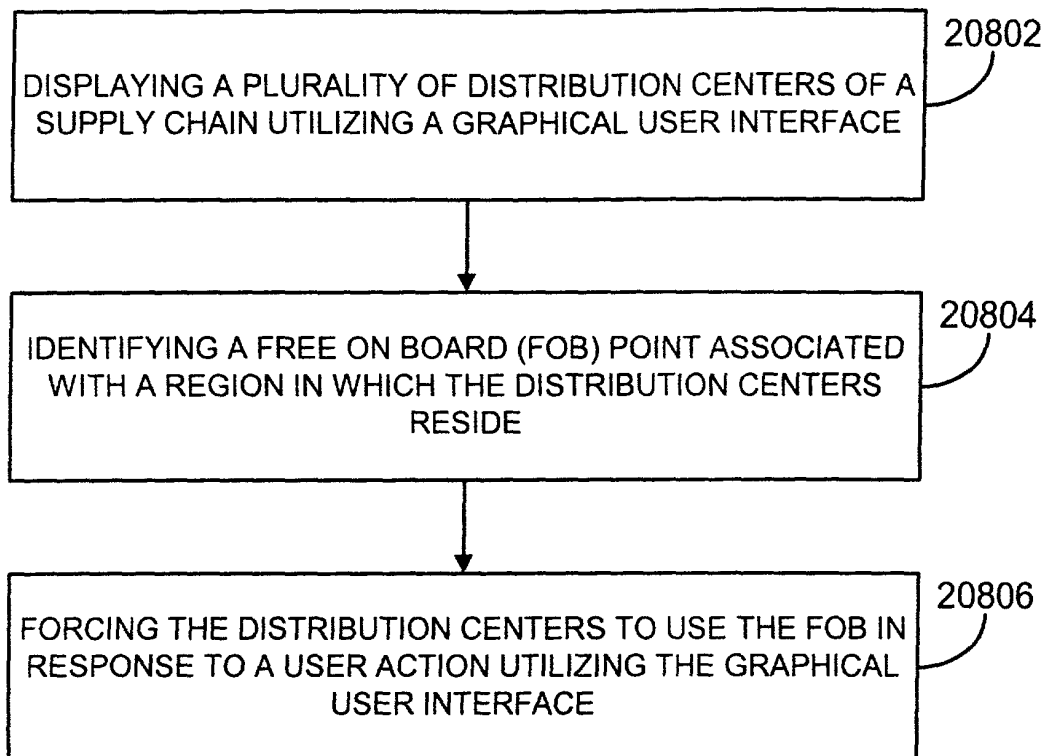 20802
DISPLAYING A PLURALITY OF DISTRIBUTION CENTERS OF A
SUPPLY CHAIN UTILIZING A GRAPHICAL USER INTERFACE
20804
IDENTIFYING A FREE ON BOARD (FOB) POINT ASSOCIATED
WITH A REGION IN WHICH THE DISTRIBUTION CENTERS
RESIDE
20806
FORCING THE DISTRIBUTION CENTERS TO USE THE FOB IN
RESPONSE TO A USER ACTION UTILIZING THE GRAPHICAL
USER INTERFACE